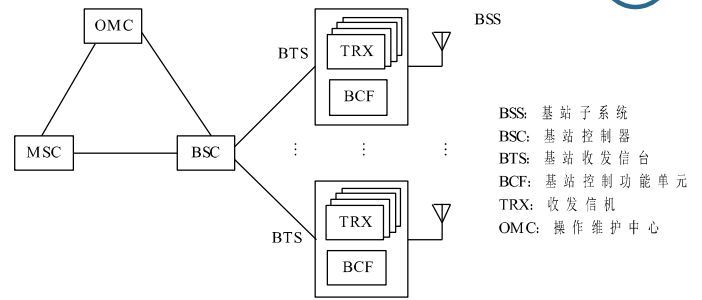 OMC
BSS
BTS
TRX
BCF
MSC
BSC
BTS
TRX
BCF
BSS: 基站子系统
BSC: 基站控制器
BTS: 基站收发信台
BCF: 基站控制功能单元
TRX: 收发信机
OMC: 操作维护中心